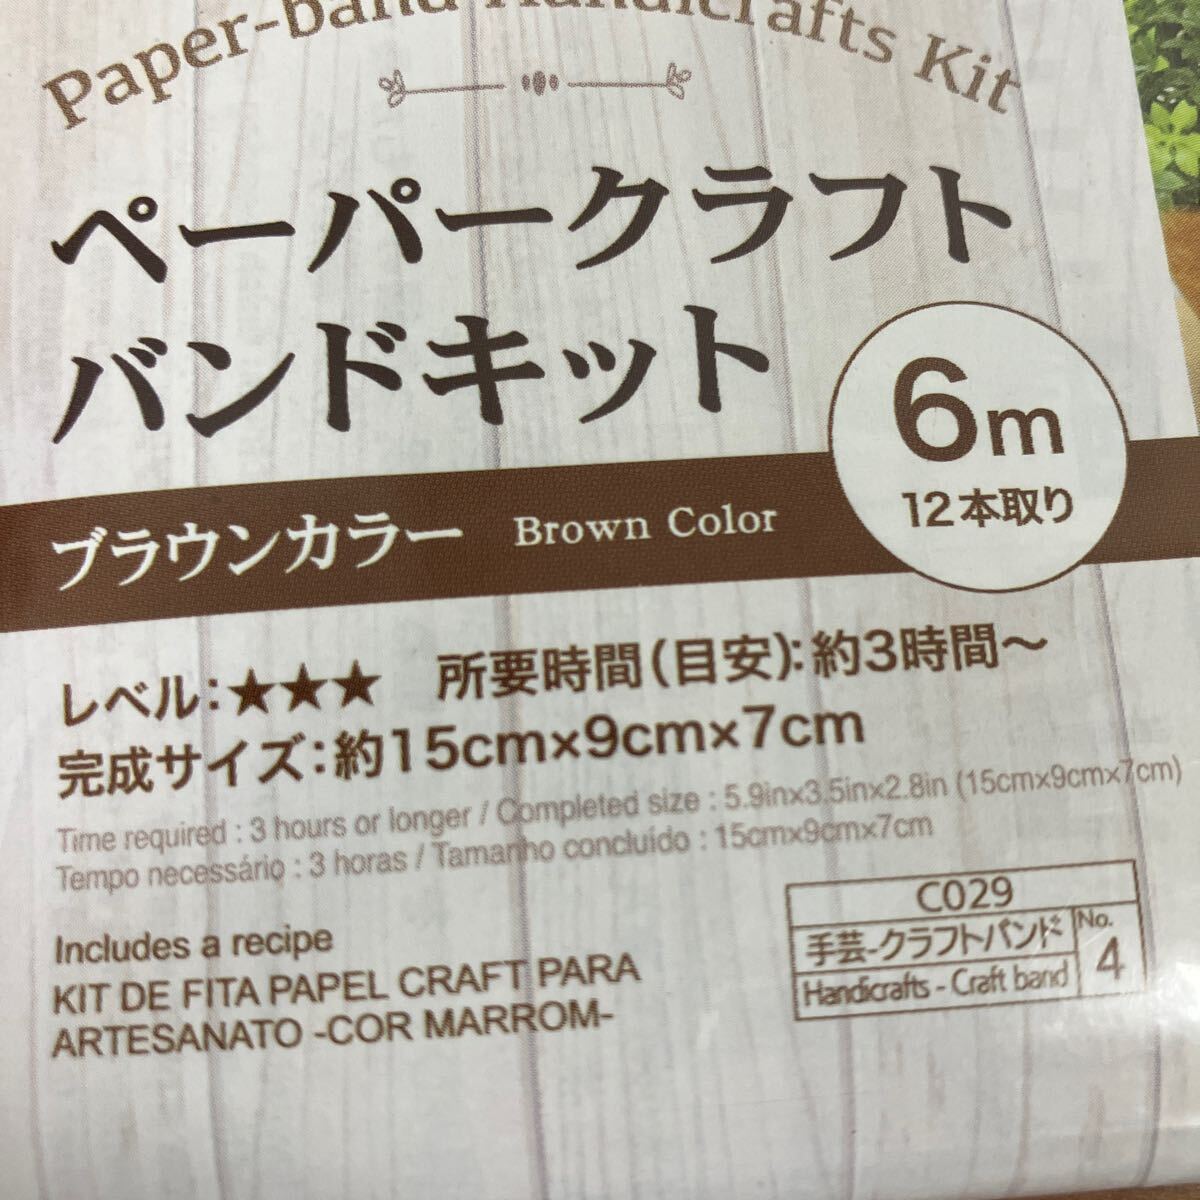 Paper-band Handicrafts Kit
ペーパークラフト
バンドキット
6m
12本取り
ブラウンカラー Brown Color
レベル:★★★ 所要時間(目安):約3時間〜
完成サイズ:約15cm×9cm×7cm
Time required : 3 hours or longer / Completed size : 5.9in×3.5in×2.8in (15cm×9cm×7cm)
Tempo necessário : 3 horas / Tamanho concluído : 15cm×9cm×7cm
Includes a recipe
KIT DE FITA PAPEL CRAFT PARA
ARTESANATO -COR MARROM-
C029
手芸-クラフトバンド No.
Handicrafts - Craft band 4